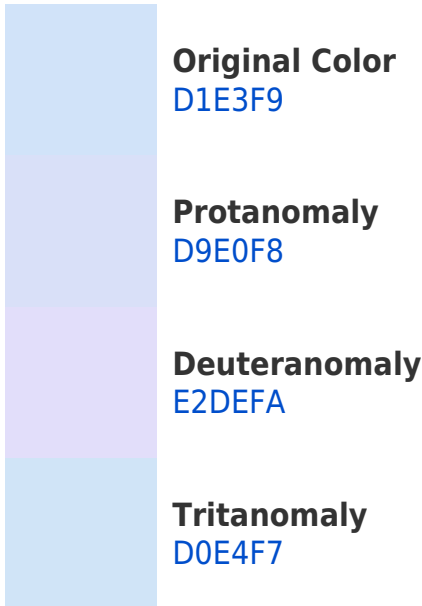 Original Color
D1E3F9
Protanomaly
D9E0F8
Deuteranomaly
E2DEFA
Tritanomaly
D0E4F7